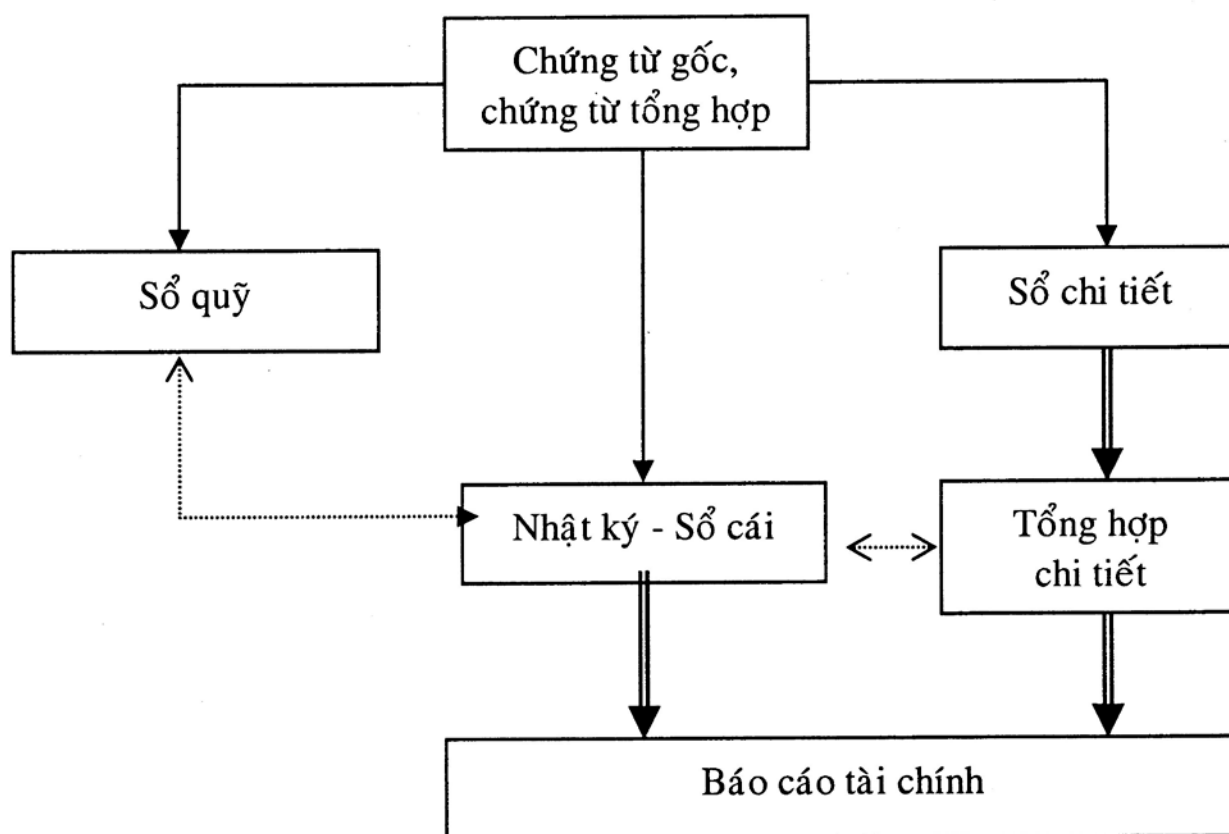 Chứng từ gốc,
chứng từ tổng hợp
Sổ quỹ
Sổ chi tiết
Nhật ký - Sổ cái
Tổng hợp
chi tiết
Báo cáo tài chính